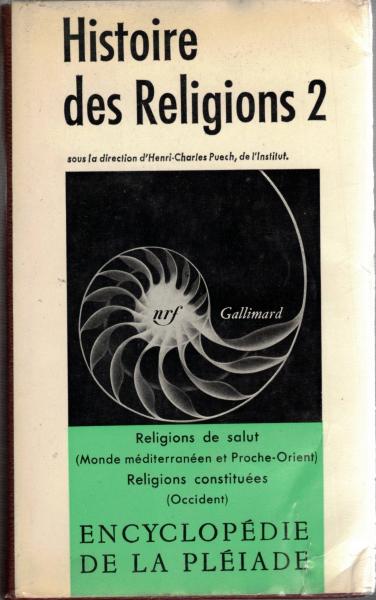 Histoire
des Religions 2
sous la direction d'Henri-Charles Puech, de l'Institut.
nrf Gallimard
Religions de salut
(Monde méditerranéen et Proche-Orient)
Religions constituées
(Occident)
ENCYCLOPÉDIE
DE LA PLÉIADE